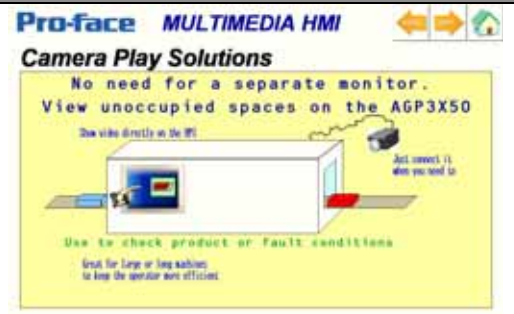 Pro-face MULTIMEDIA HMI
Camera Play Solutions
No need for a separate monitor.
View unoccupied spaces on the AGP3X50
Show video directly on the HMI
Just connect it
when you need to
Use to check product or fault conditions
Great for large or long machines
to keep the operator more efficient